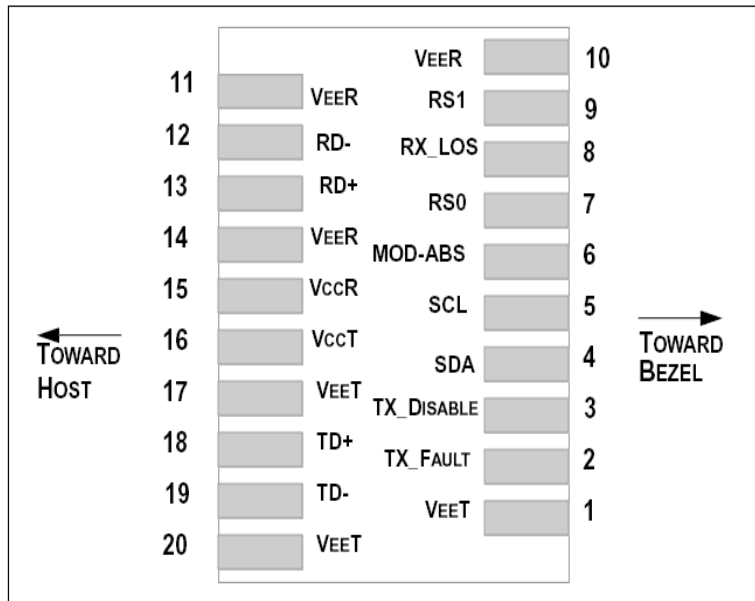 11 VEER
12 RD-
13 RD+
14 VEER
15 VCCR
16 VCCT
17 VEET
18 TD+
19 TD-
20 VEET
TOWARD
HOST
VEER 10
RS1 9
RX_LOS 8
RS0 7
MOD-ABS 6
SCL 5
SDA 4
TX_DISABLE 3
TX_FAULT 2
VEET 1
TOWARD
BEZEL